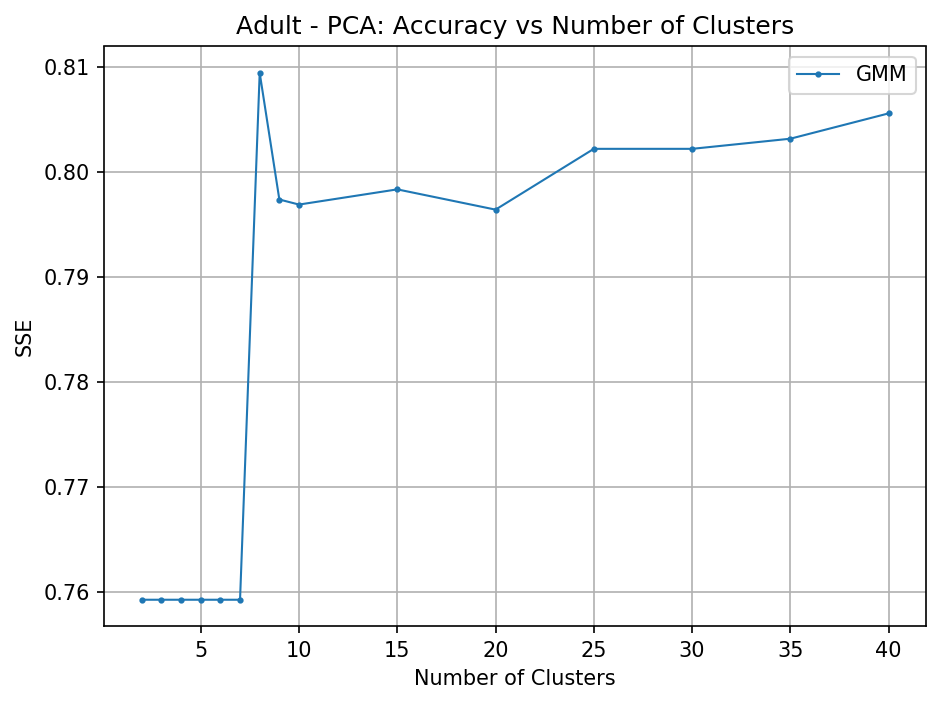 Adult - PCA: Accuracy vs Number of Clusters
GMM
0.81
0.80
0.79
0.78
0.77
0.76
SSE
5 10 15 20 25 30 35 40
Number of Clusters